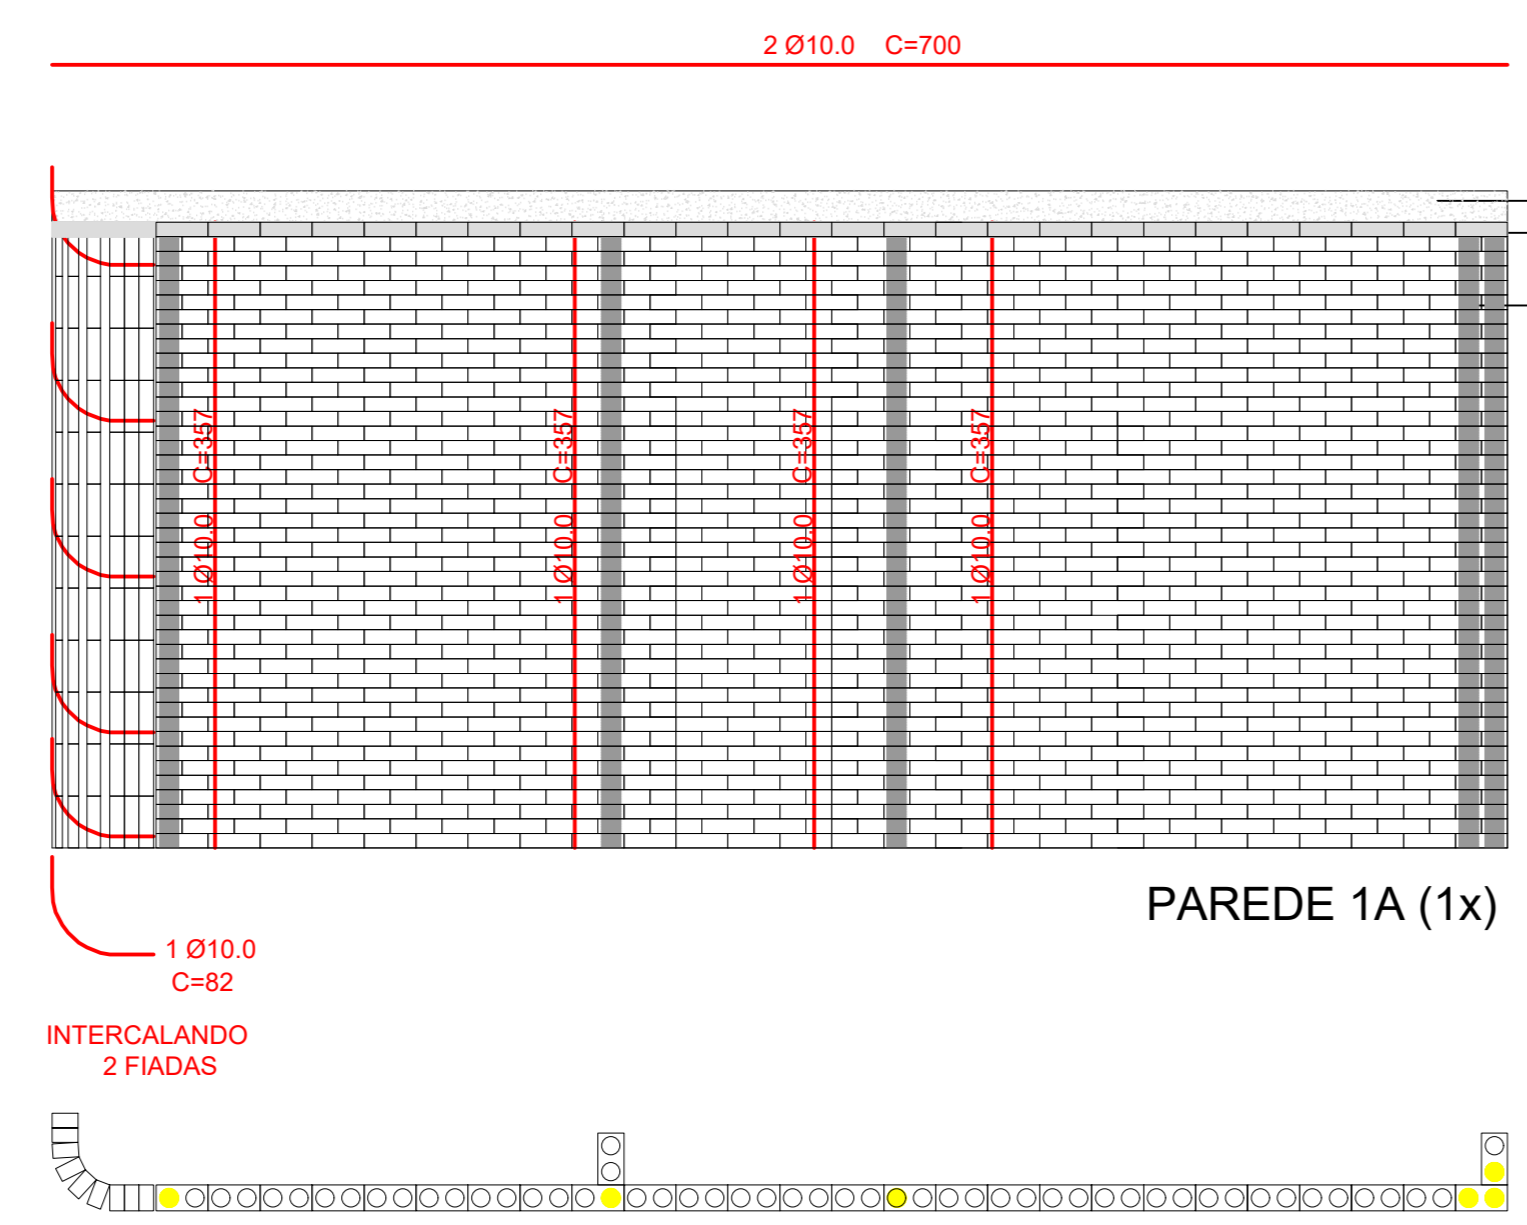 2 Ø10.0 C=700
1 Ø10.0 C=357
1 Ø10.0 C=357
1 Ø10.0 C=357
1 Ø10.0 C=357
PAREDE 1A (1x)
1 Ø10.0
C=82
INTERCALANDO
2 FIADAS